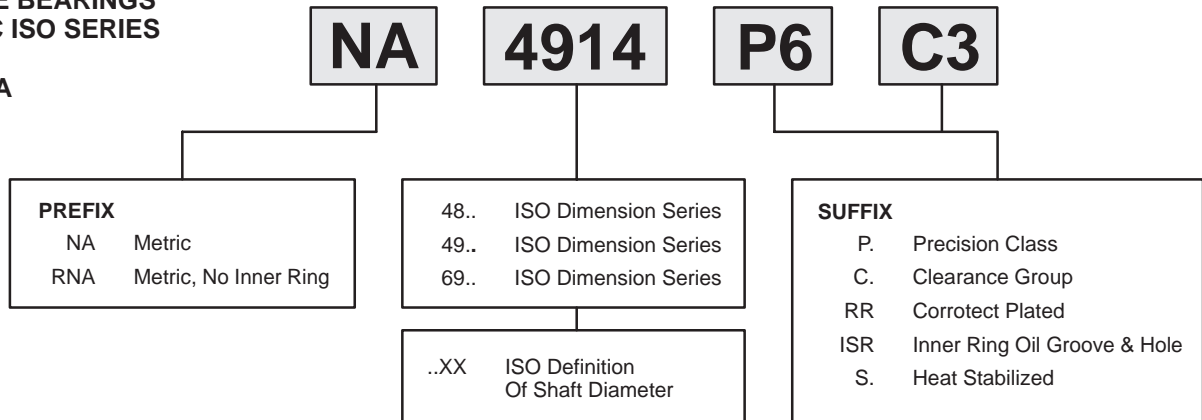 BEARINGS
ISO SERIES
NA 4914 P6 C3
PREFIX
NA Metric
RNA Metric, No Inner Ring
48.. ISO Dimension Series
49.. ISO Dimension Series
69.. ISO Dimension Series
..XX ISO Definition
Of Shaft Diameter
SUFFIX
P. Precision Class
C. Clearance Group
RR Corrotect Plated
ISR Inner Ring Oil Groove & Hole
S. Heat Stabilized